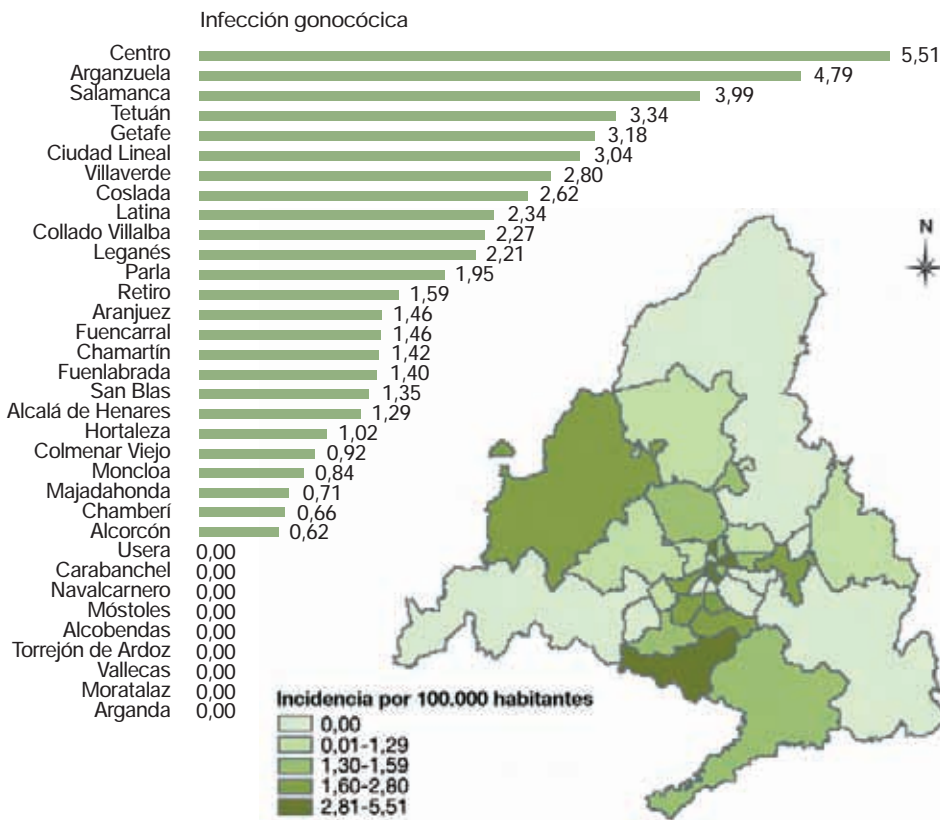 Infección gonocócica
Centro 5,51
Arganzuela 4,79
Salamanca 3,99
Tetuán 3,34
Getafe 3,18
Ciudad Lineal 3,04
Villaverde 2,80
Coslada 2,62
Latina 2,34
Collado Villalba 2,27
Leganés 2,21
Parla 1,95
Retiro 1,59
Aranjuez 1,46
Fuencarral 1,46
Chamartín 1,42
Fuenlabrada 1,40
San Blas 1,35
Alcalá de Henares 1,29
Hortaleza 1,02
Colmenar Viejo 0,92
Moncloa 0,84
Majadahonda 0,71
Chamberí 0,66
Alcorcón 0,62
Usera 0,00
Carabanchel 0,00
Navalcarnero 0,00
Móstoles 0,00
Alcobendas 0,00
Torrejón de Ardoz 0,00
Vallecas 0,00
Moratalaz 0,00
Arganda 0,00
N
Incidencia por 100.000 habitantes
0,00
0,01-1,29
1,30-1,59
1,60-2,80
2,81-5,51